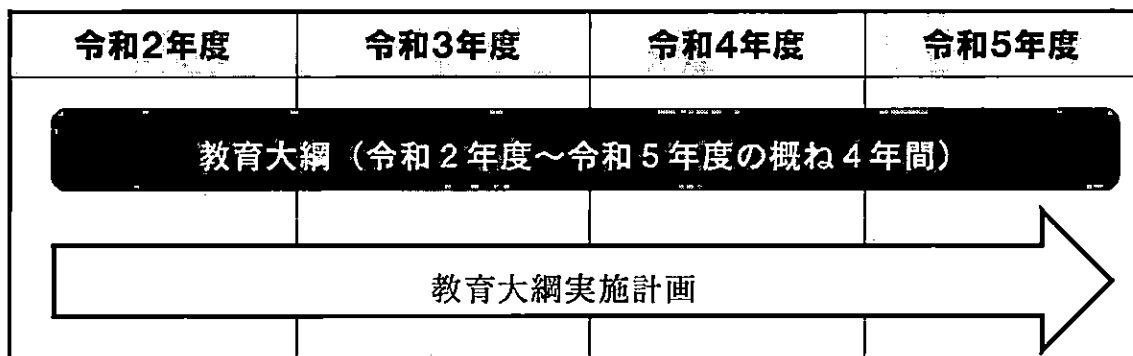 令和2年度 令和3年度 令和4年度 令和5年度
教育大綱（令和２年度～令和５年度の概ね４年間）
教育大綱実施計画